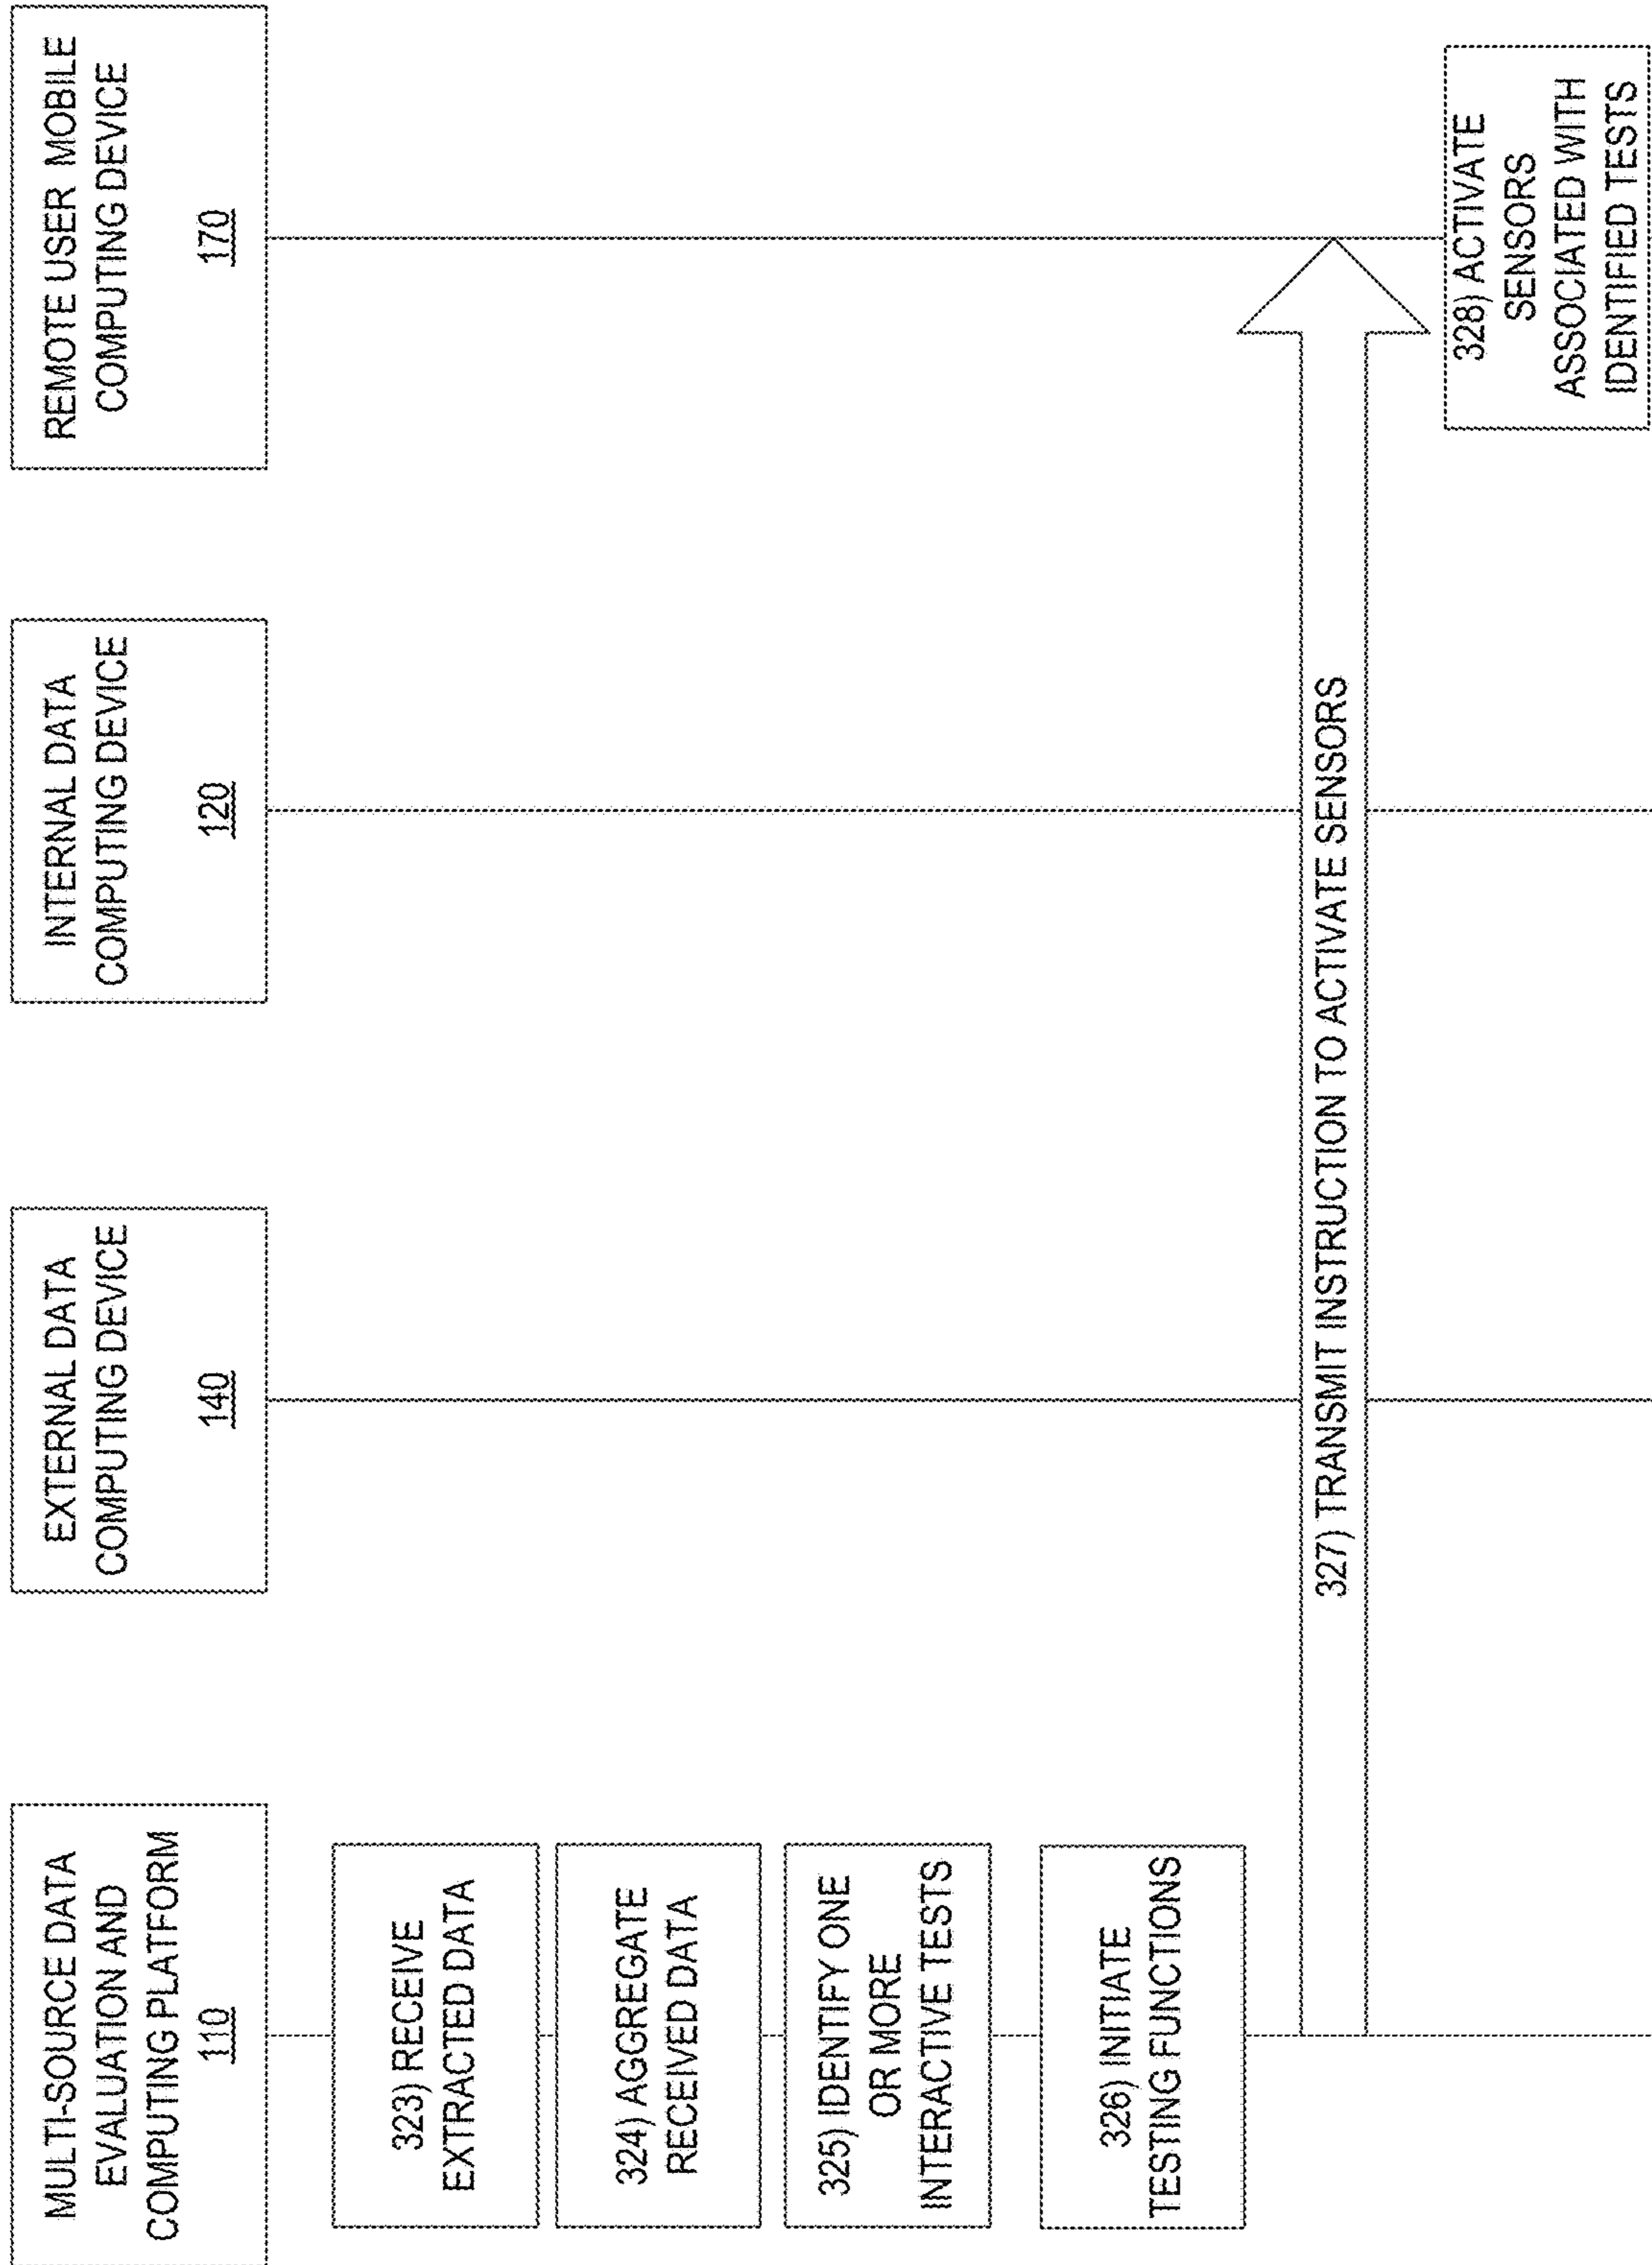 MULTI-SOURCE DATA
EVALUATION AND
COMPUTING PLATFORM
110
EXTERNAL DATA
COMPUTING DEVICE
140
INTERNAL DATA
COMPUTING DEVICE
120
REMOTE USER MOBILE
COMPUTING DEVICE
170
323) RECEIVE
EXTRACTED DATA
324) AGGREGATE
RECEIVED DATA
325) IDENTIFY ONE
OR MORE
INTERACTIVE TESTS
326) INITIATE
TESTING FUNCTIONS
327) TRANSMIT INSTRUCTION TO ACTIVATE SENSORS
328) ACTIVATE
SENSORS
ASSOCIATED WITH
IDENTIFIED TESTS